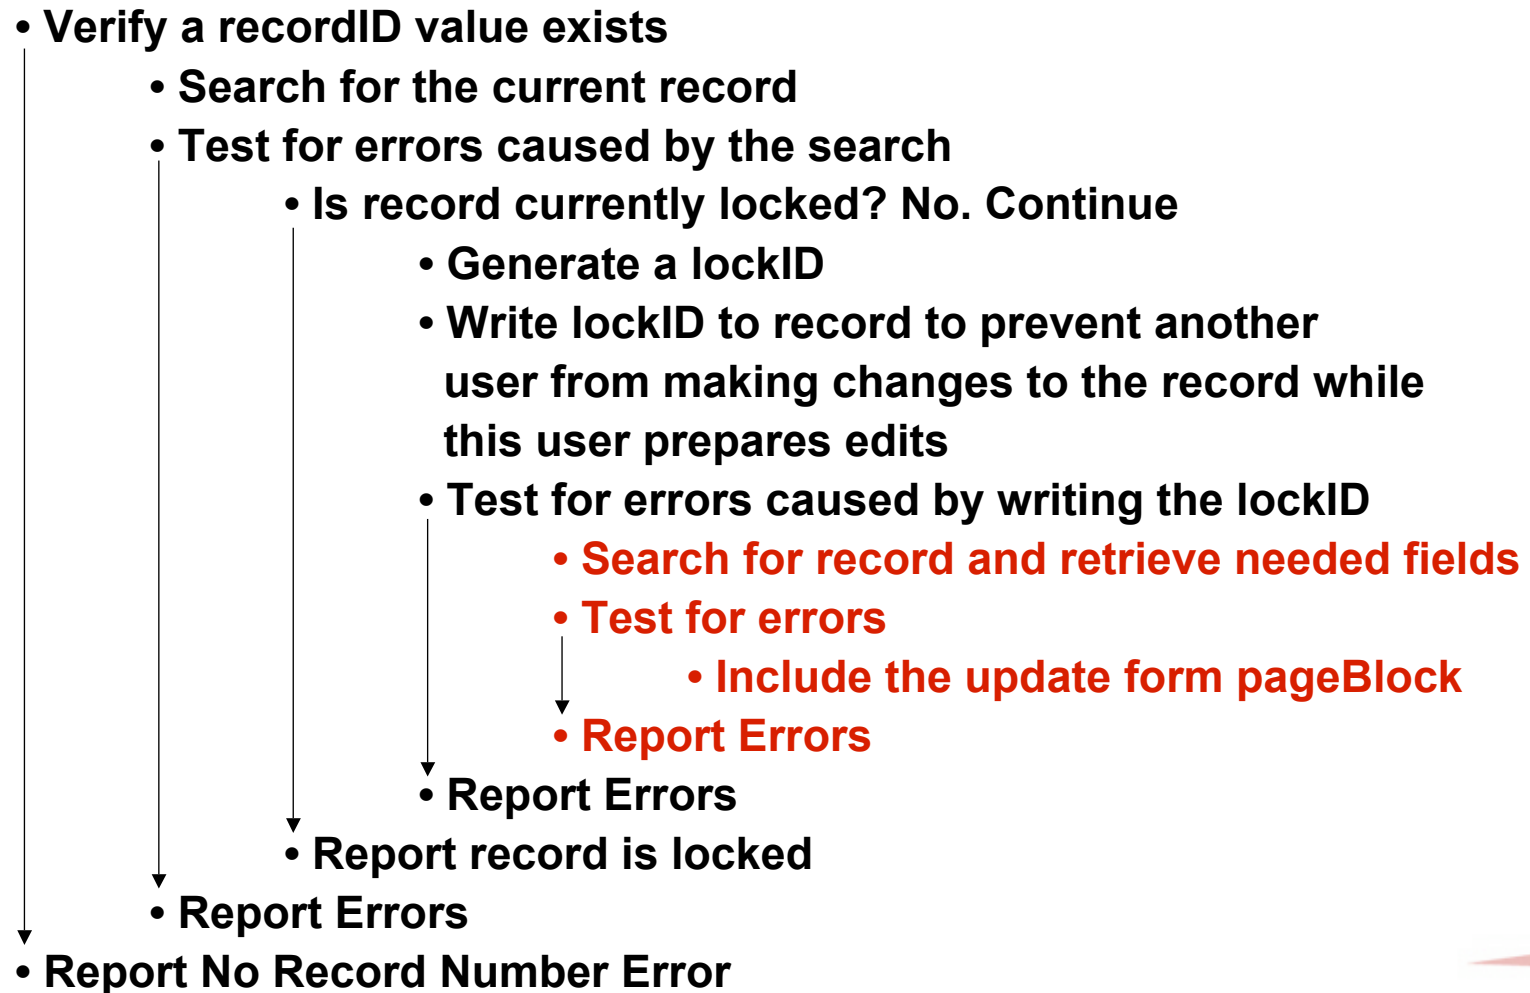 • Verify a recordID value exists
• Search for the current record
• Test for errors caused by the search
• Is record currently locked? No. Continue
• Generate a lockID
• Write lockID to record to prevent another
user from making changes to the record while
this user prepares edits
• Test for errors caused by writing the lockID
• Search for record and retrieve needed fields
• Test for errors
• Include the update form pageBlock
• Report Errors
• Report Errors
• Report record is locked
• Report Errors
• Report No Record Number Error